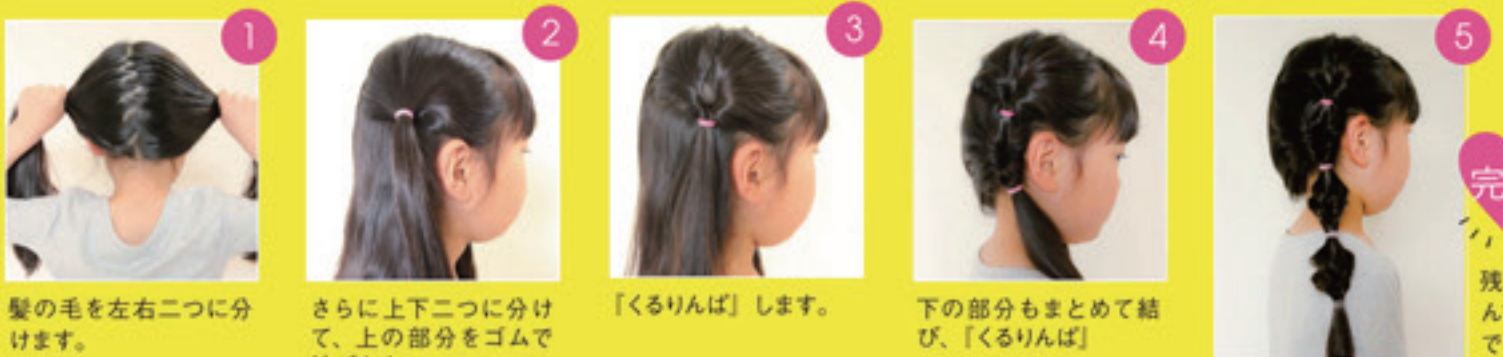 1
髪の毛を左右二つに分
けます。
2
さらに上下二つに分け
て、上の部分をゴムで
3
『くるりんぱ』します。
4
下の部分もまとめて結
び、『くるりんぱ』
5
完
残
ん
で